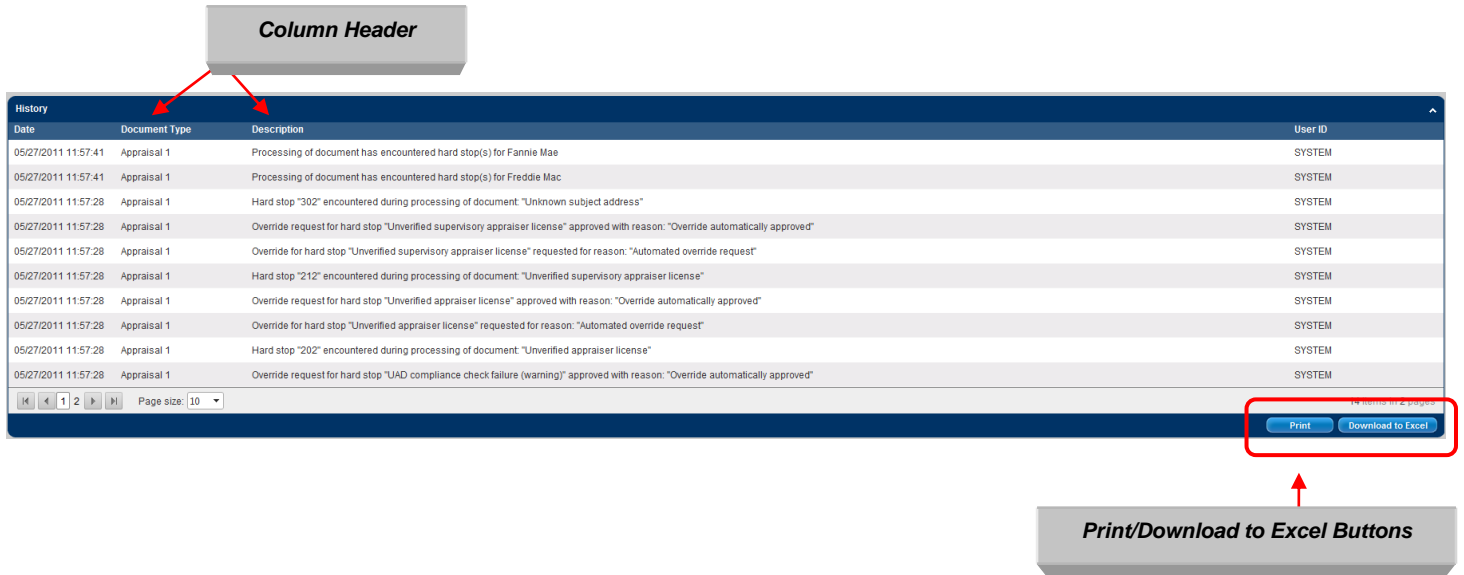 Column Header
History
Date Document Type Description User ID
05/27/2011 11:57:41 Appraisal 1 Processing of document has encountered hard stop(s) for Fannie Mae SYSTEM
05/27/2011 11:57:41 Appraisal 1 Processing of document has encountered hard stop(s) for Freddie Mac SYSTEM
05/27/2011 11:57:28 Appraisal 1 Hard stop "302" encountered during processing of document: "Unknown subject address" SYSTEM
05/27/2011 11:57:28 Appraisal 1 Override request for hard stop "Unverified supervisory appraiser license" approved with reason: "Override automatically approved" SYSTEM
05/27/2011 11:57:28 Appraisal 1 Override for hard stop "Unverified supervisory appraiser license" requested for reason: "Automated override request" SYSTEM
05/27/2011 11:57:28 Appraisal 1 Hard stop "212" encountered during processing of document: "Unverified supervisory appraiser license" SYSTEM
05/27/2011 11:57:28 Appraisal 1 Override request for hard stop "Unverified appraiser license" approved with reason: "Override automatically approved" SYSTEM
05/27/2011 11:57:28 Appraisal 1 Override for hard stop "Unverified appraiser license" requested for reason: "Automated override request" SYSTEM
05/27/2011 11:57:28 Appraisal 1 Hard stop "202" encountered during processing of document: "Unverified appraiser license" SYSTEM
05/27/2011 11:57:28 Appraisal 1 Override request for hard stop "UAD compliance check failure (warning)" approved with reason: "Override automatically approved" SYSTEM
1 2 Page size: 10 14 items in 2 pages
Print Download to Excel
Print/Download to Excel Buttons